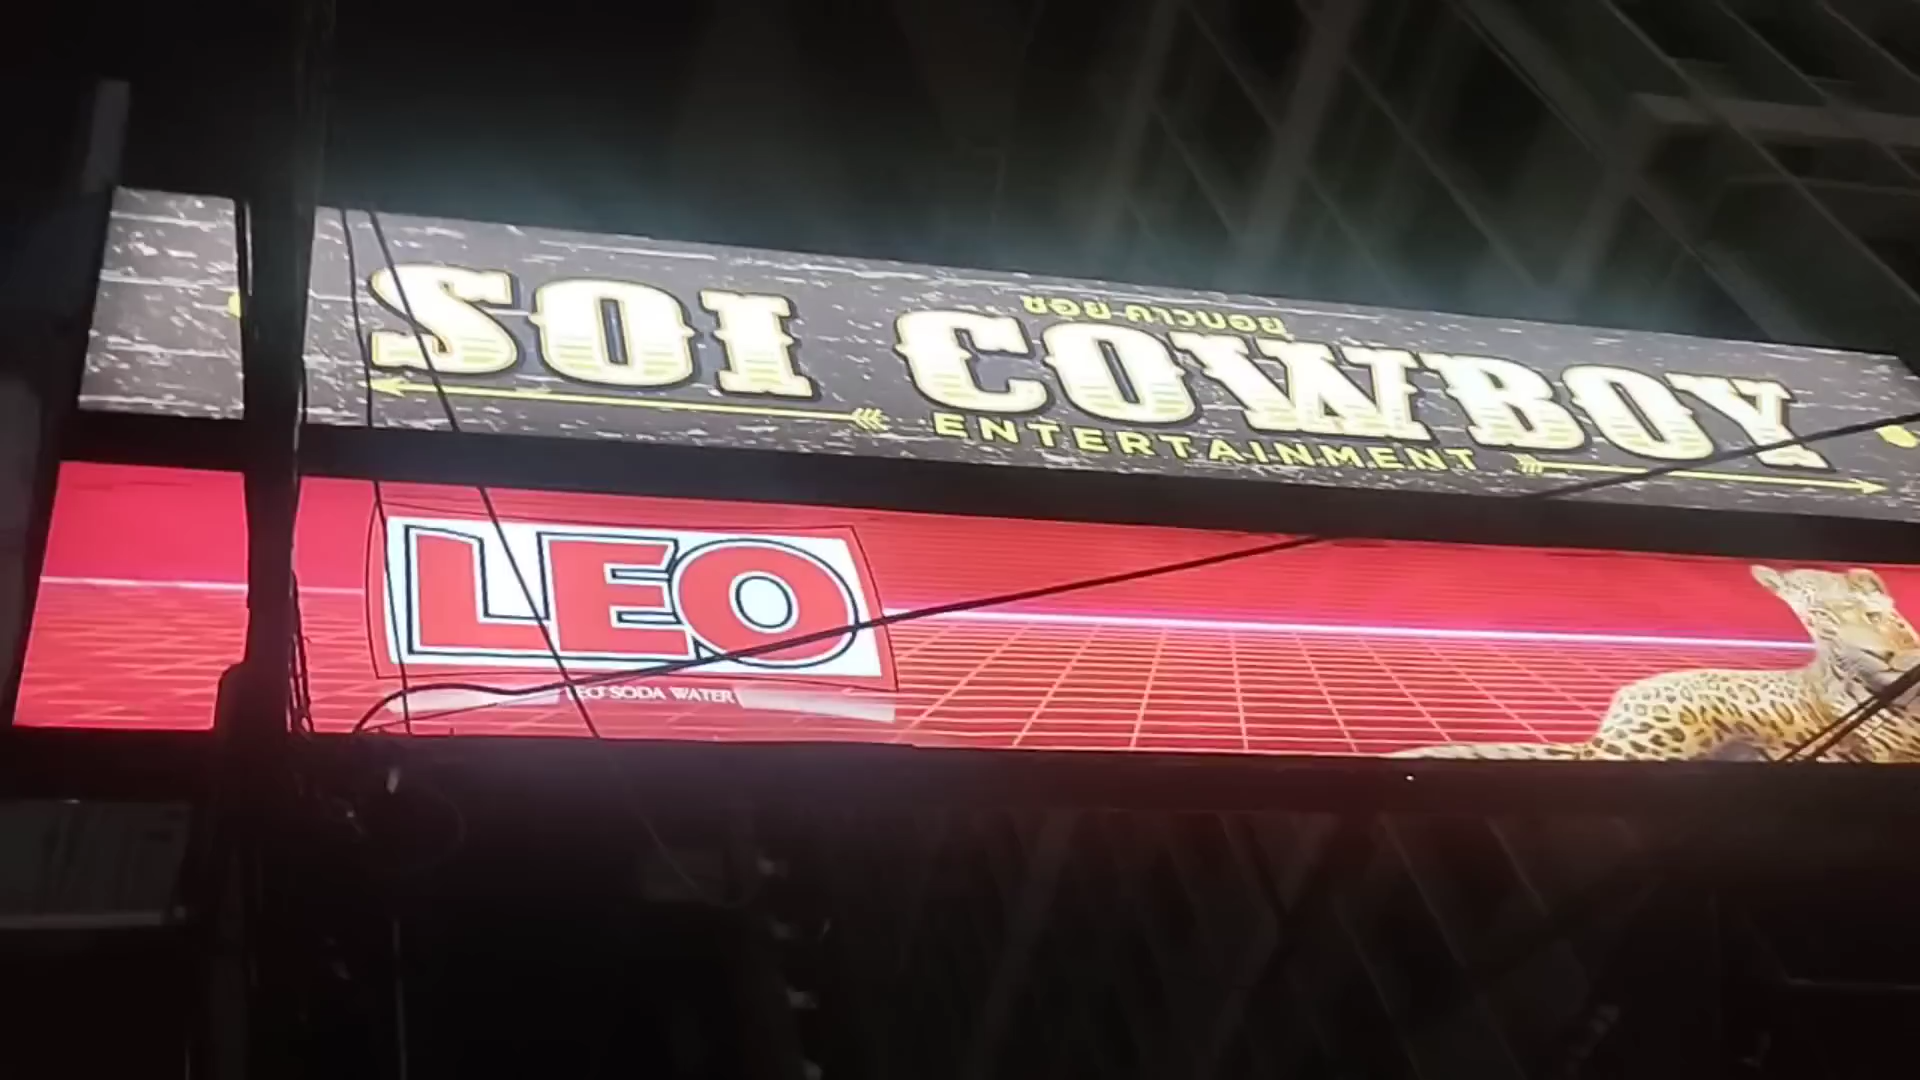 ซอย คาวบอย
SOI COWBOY
ENTERTAINMENT
LEO
LEO SODA WATER